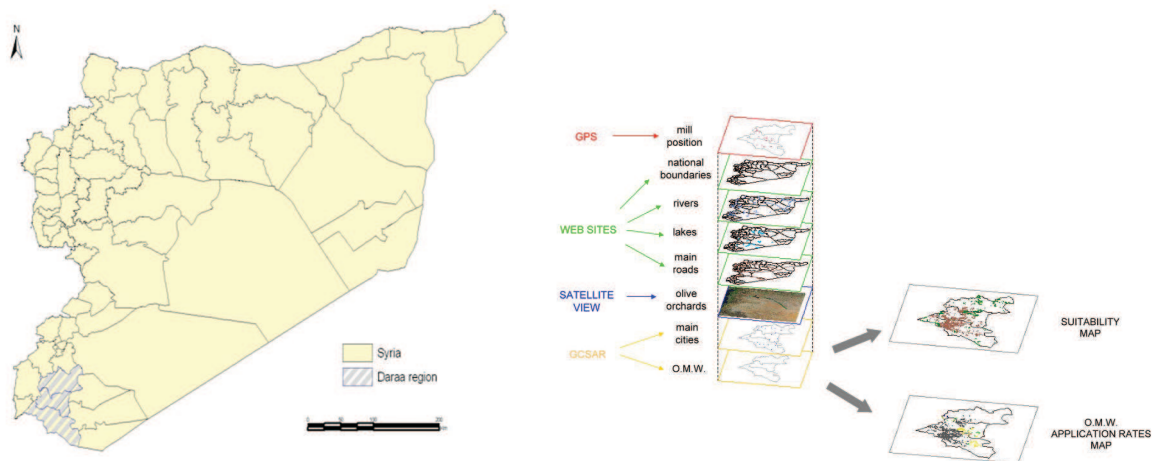 N
Syria
Daraa region
GPS
mill
position
national
boundaries
rivers
WEB SITES
lakes
main
roads
SATELLITE
VIEW
olive
orchards
main
cities
GCSAR
O.M.W.
SUITABILITY
MAP
O.M.W.
APPLICATION RATES
MAP